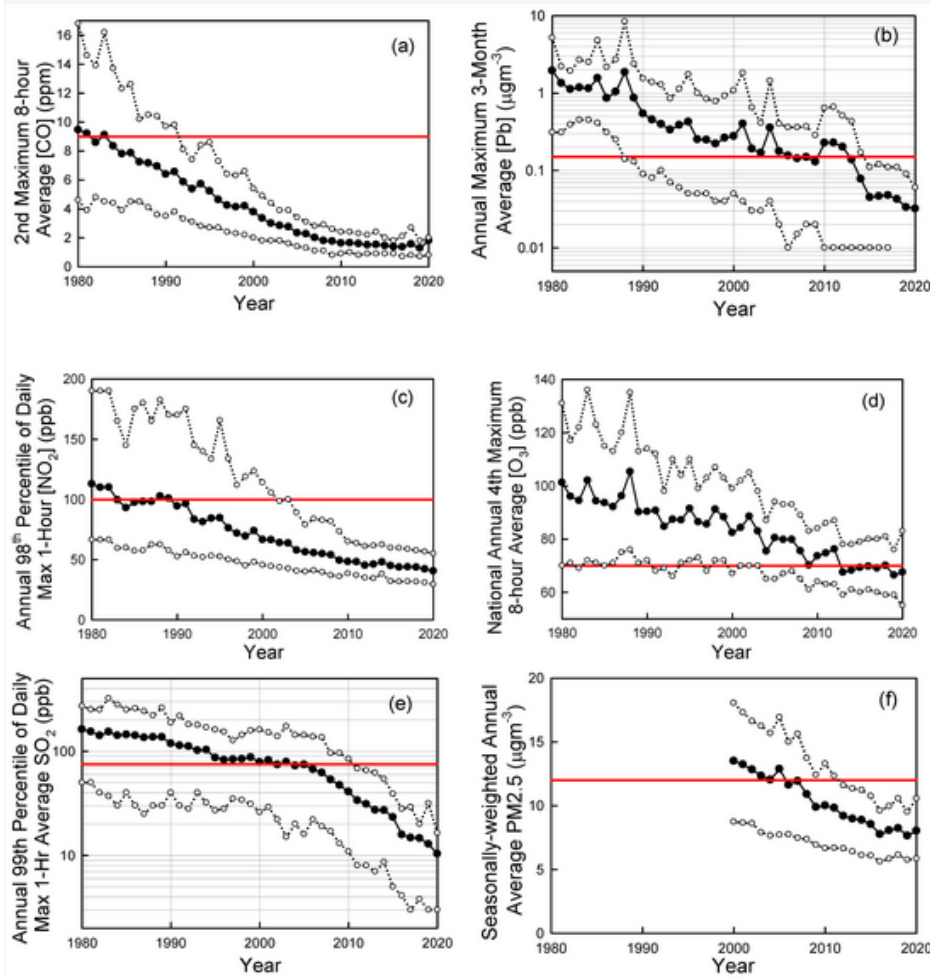 2nd Maximum 8-hour
Average [CO] (ppm)
16
14
12
10
8
6
4
2
0
(a)
1980 1990 2000 2010 2020
Year
Annual Maximum 3-Month
Average [Pb] (μgm⁻³)
10
1
0.1
0.01
(b)
1980 1990 2000 2010 2020
Year
Annual 98th Percentile of Daily
Max 1-Hour [NO₂] (ppb)
200
150
100
50
0
(c)
1980 1990 2000 2010 2020
Year
National Annual 4th Maximum
8-hour Average [O₃] (ppb)
140
120
100
80
60
(d)
1980 1990 2000 2010 2020
Year
Annual 99th Percentile of Daily
Max 1-Hr Average SO₂ (ppb)
100
10
(e)
1980 1990 2000 2010 2020
Year
Seasonally-weighted Annual
Average PM2.5 (μgm⁻³)
20
15
10
5
0
(f)
1980 1990 2000 2010 2020
Year